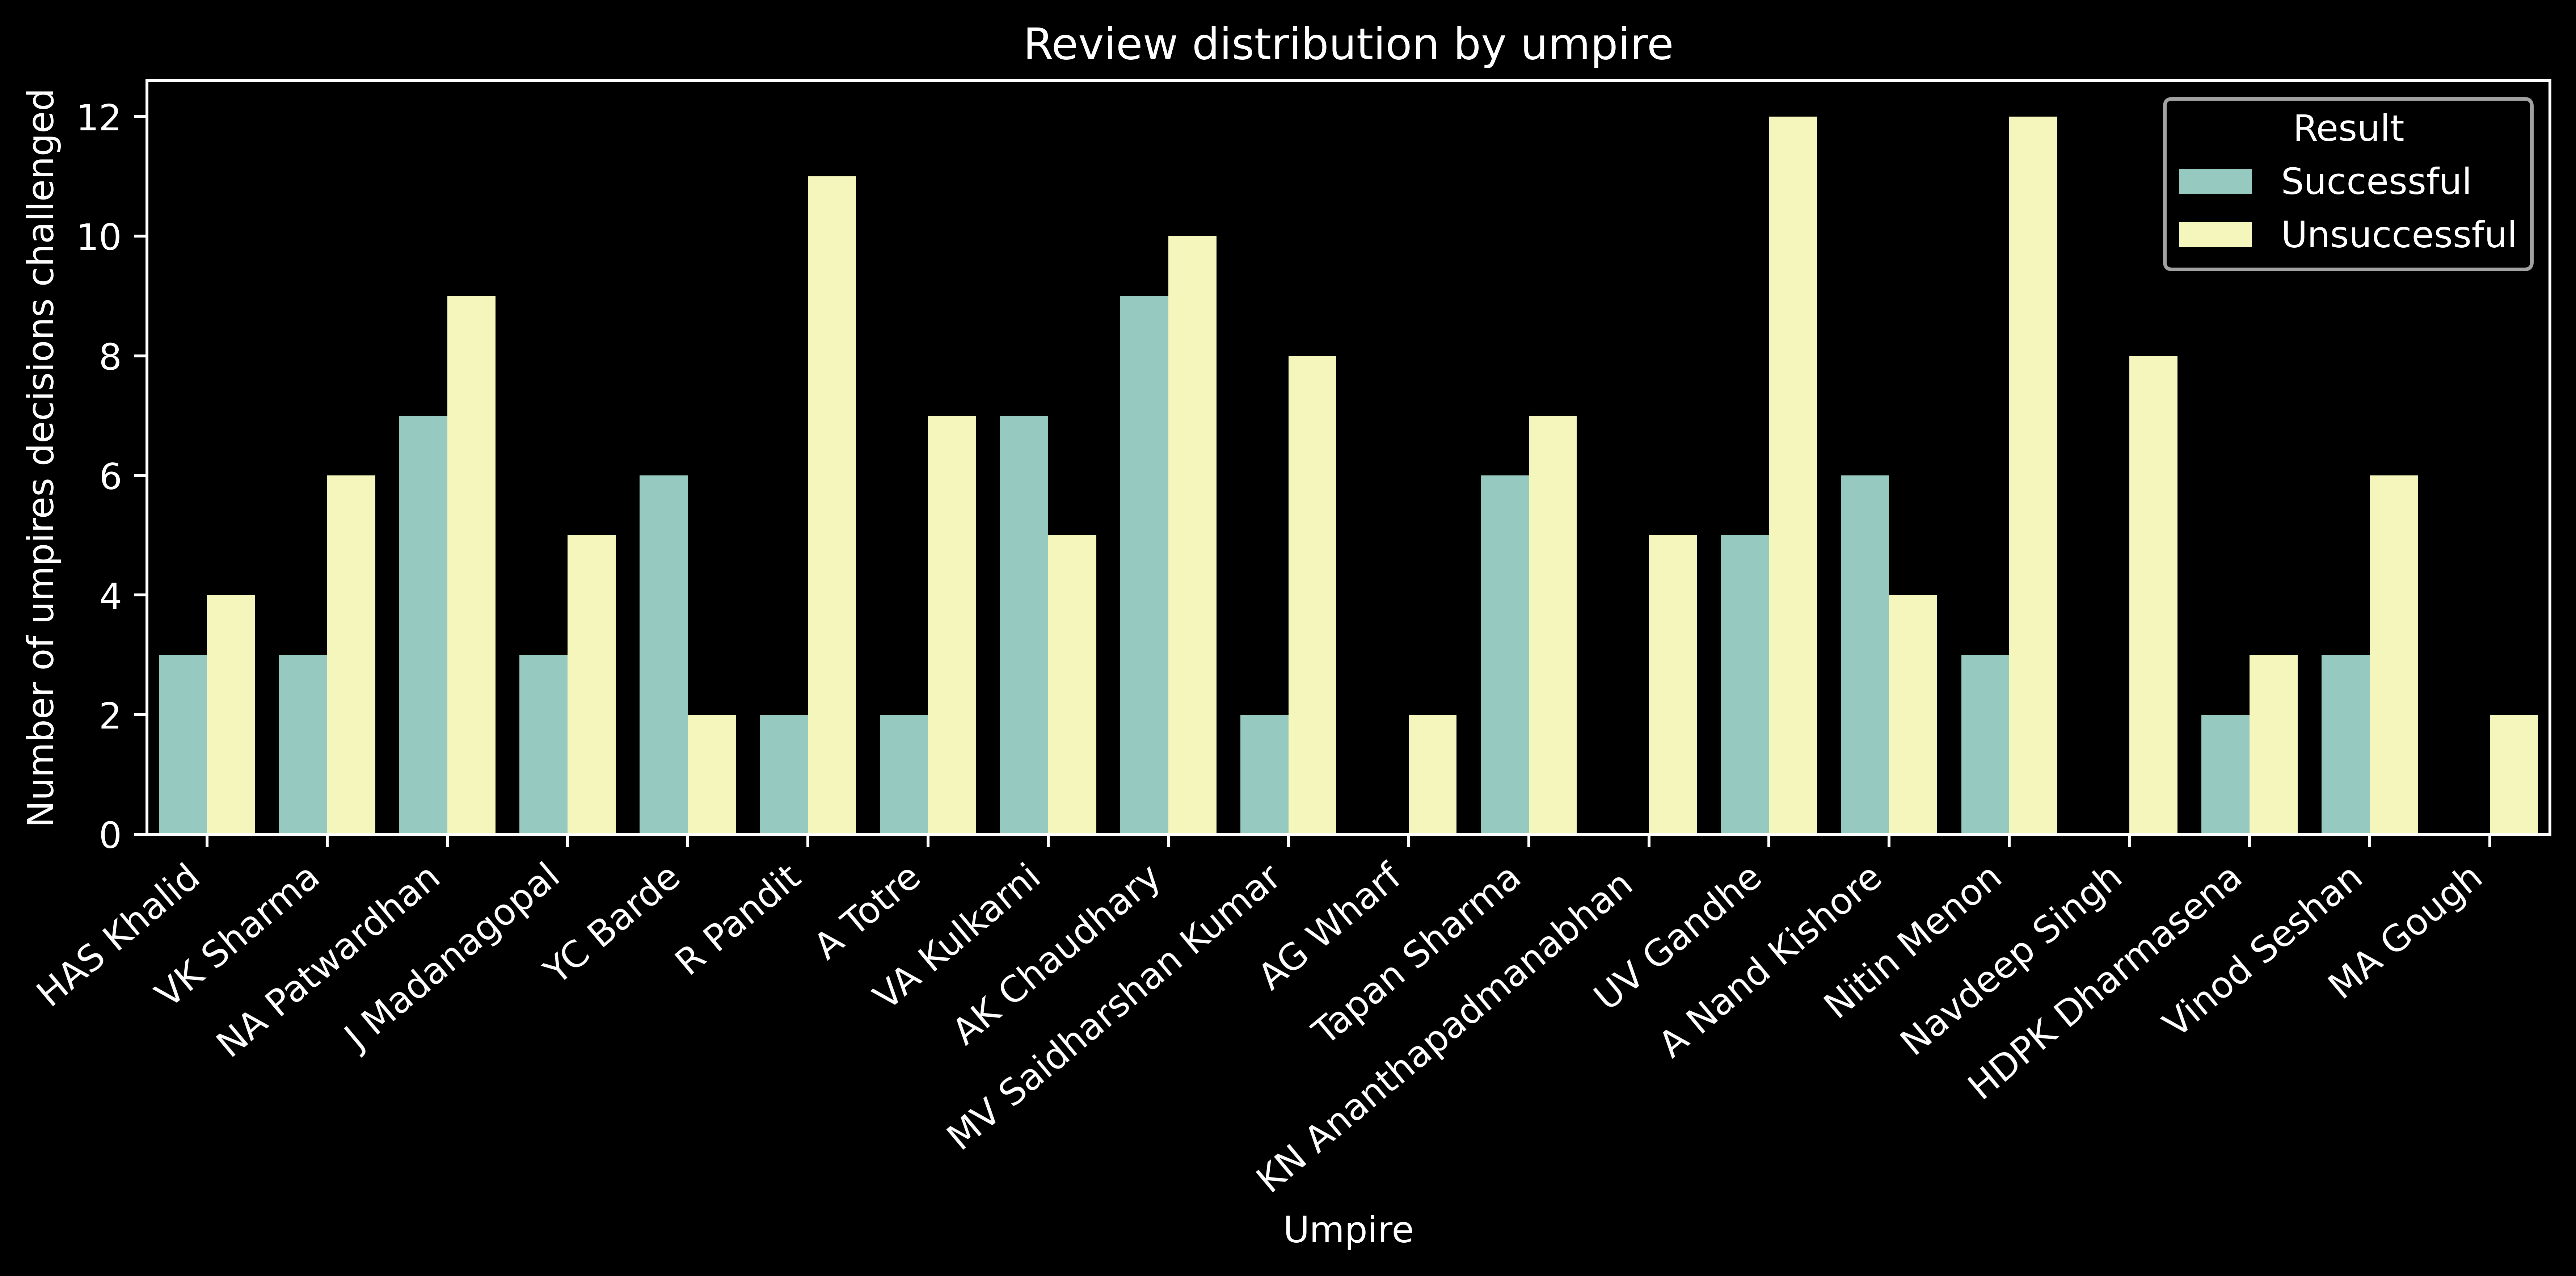 Review distribution by umpire
Number of umpires decisions challenged
12
10
8
6
4
2
0
Result
Successful
Unsuccessful
HAS Khalid
VK Sharma
NA Patwardhan
J Madanagopal
YC Barde
R Pandit
A Totre
VA Kulkarni
AK Chaudhary
MV Saidharshan Kumar
AG Wharf
Tapan Sharma
KN Ananthapadmanabhan
UV Gandhe
A Nand Kishore
Nitin Menon
Navdeep Singh
HDPK Dharmasena
Vinod Seshan
MA Gough
Umpire